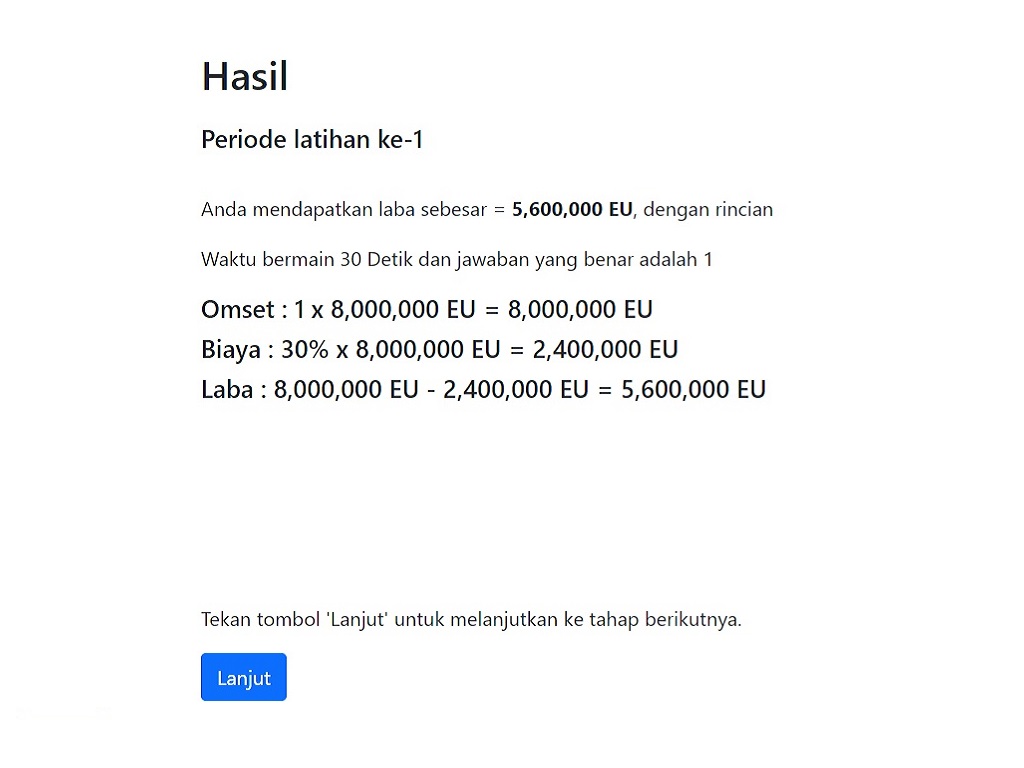 Hasil
Periode latihan ke-1
Anda mendapatkan laba sebesar = 5,600,000 EU, dengan rincian
Waktu bermain 30 Detik dan jawaban yang benar adalah 1
Omset : 1 x 8,000,000 EU = 8,000,000 EU
Biaya : 30% x 8,000,000 EU = 2,400,000 EU
Laba : 8,000,000 EU - 2,400,000 EU = 5,600,000 EU
Tekan tombol 'Lanjut' untuk melanjutkan ke tahap berikutnya.
Lanjut